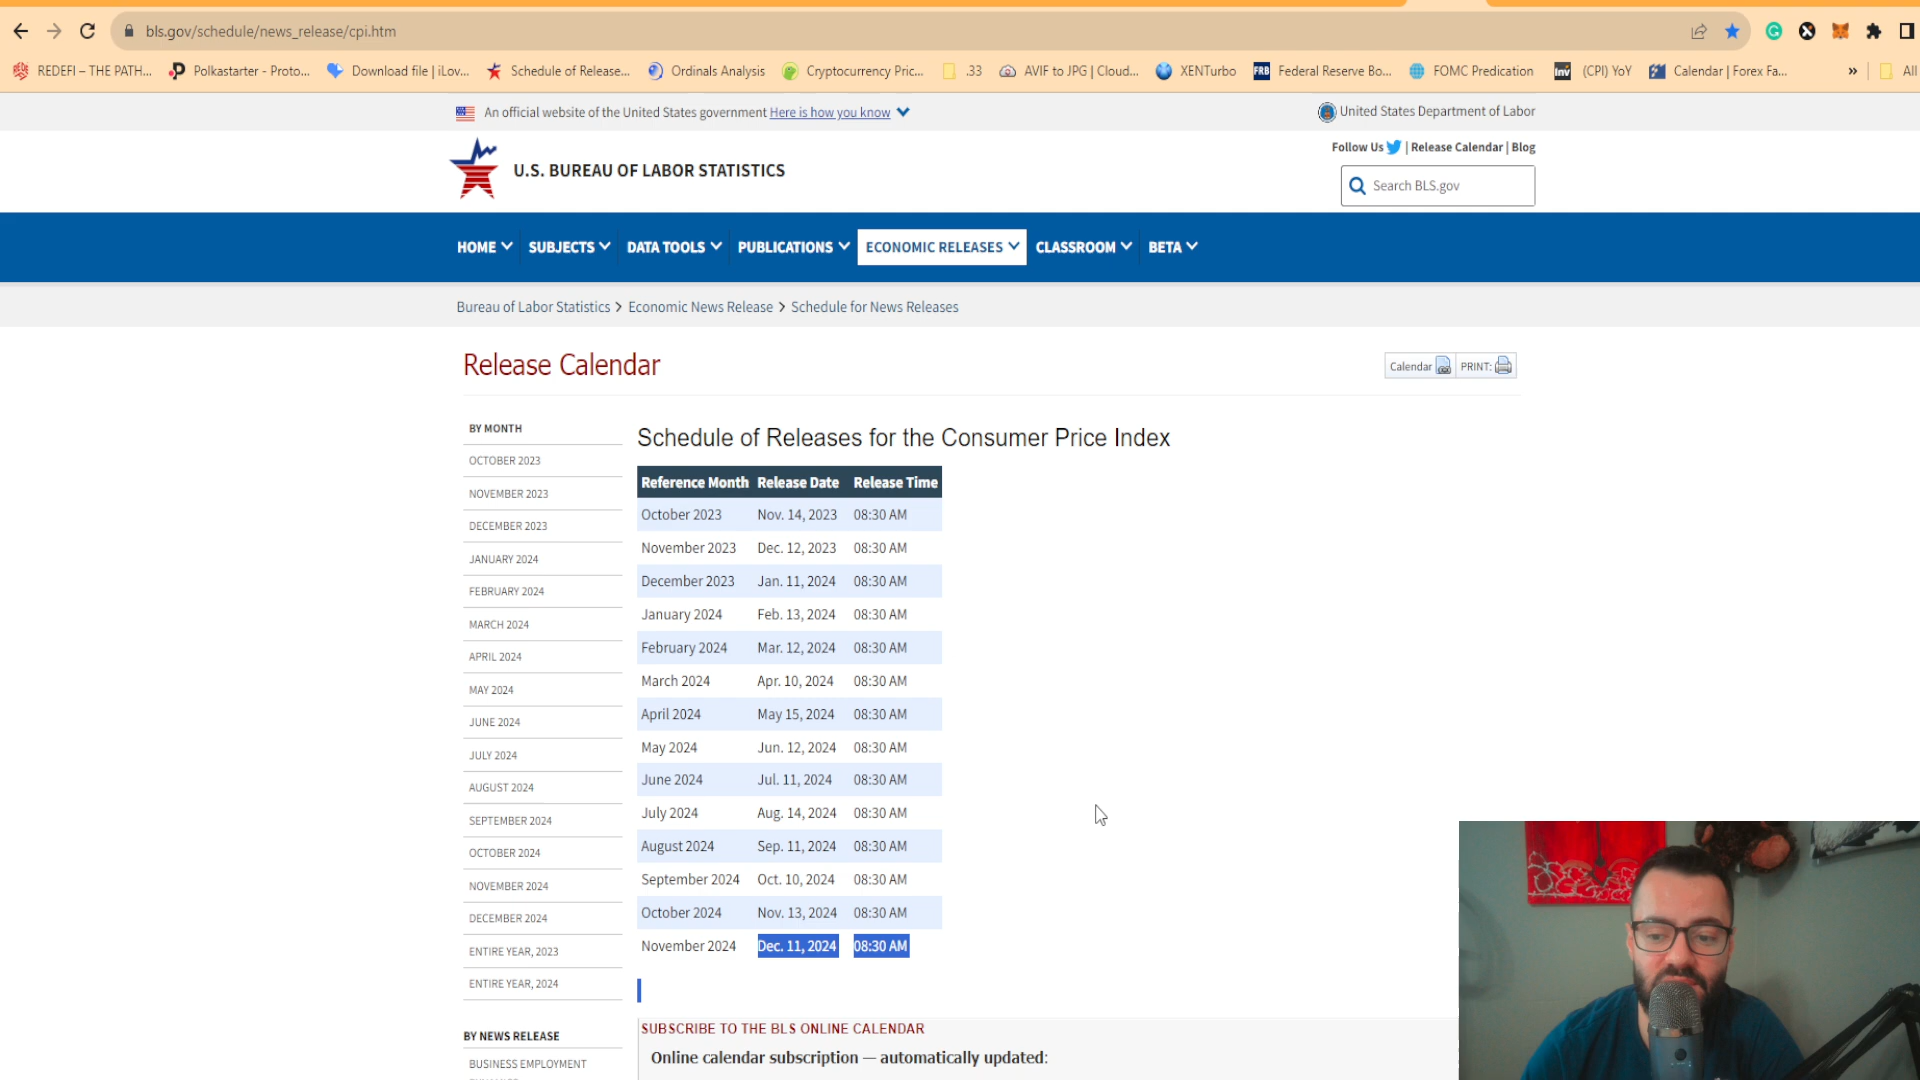 bls.gov/schedule/news_release/cpi.htm
REDEFI – THE PATH... Polkastarter - Proto... Download file | iLov... Schedule of Release... Ordinals Analysis Cryptocurrency Pric... .33 AVIF to JPG | Cloud... XENTurbo FRB Federal Reserve Bo... FOMC Predication Inv (CPI) YoY Calendar | Forex Fa... » All
An official website of the United States government Here is how you know
United States Department of Labor
Follow Us | Release Calendar | Blog
U.S. BUREAU OF LABOR STATISTICS
Search BLS.gov
HOME SUBJECTS DATA TOOLS PUBLICATIONS ECONOMIC RELEASES CLASSROOM BETA
Bureau of Labor Statistics > Economic News Release > Schedule for News Releases
Release Calendar
Calendar PRINT:
BY MONTH
OCTOBER 2023
NOVEMBER 2023
DECEMBER 2023
JANUARY 2024
FEBRUARY 2024
MARCH 2024
APRIL 2024
MAY 2024
JUNE 2024
JULY 2024
AUGUST 2024
SEPTEMBER 2024
OCTOBER 2024
NOVEMBER 2024
DECEMBER 2024
ENTIRE YEAR, 2023
ENTIRE YEAR, 2024
BY NEWS RELEASE
BUSINESS EMPLOYMENT
Schedule of Releases for the Consumer Price Index
Reference Month Release Date Release Time
October 2023 Nov. 14, 2023 08:30 AM
November 2023 Dec. 12, 2023 08:30 AM
December 2023 Jan. 11, 2024 08:30 AM
January 2024 Feb. 13, 2024 08:30 AM
February 2024 Mar. 12, 2024 08:30 AM
March 2024 Apr. 10, 2024 08:30 AM
April 2024 May 15, 2024 08:30 AM
May 2024 Jun. 12, 2024 08:30 AM
June 2024 Jul. 11, 2024 08:30 AM
July 2024 Aug. 14, 2024 08:30 AM
August 2024 Sep. 11, 2024 08:30 AM
September 2024 Oct. 10, 2024 08:30 AM
October 2024 Nov. 13, 2024 08:30 AM
November 2024 Dec. 11, 2024 08:30 AM
SUBSCRIBE TO THE BLS ONLINE CALENDAR
Online calendar subscription — automatically updated: